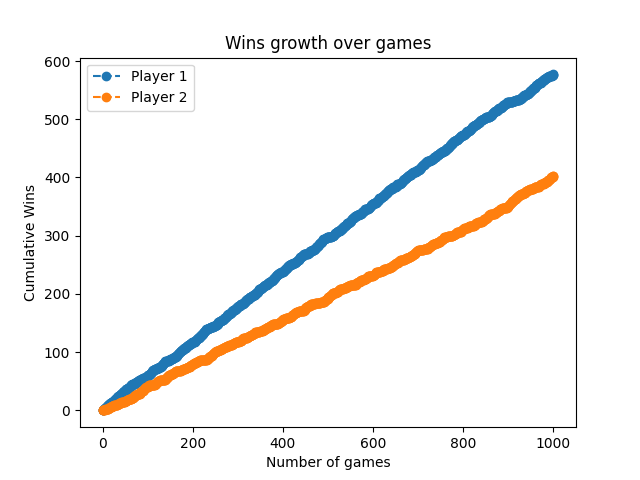 Wins growth over games
Player 1
Player 2
Cumulative Wins
600
500
400
300
200
100
0
0 200 400 600 800 1000
Number of games